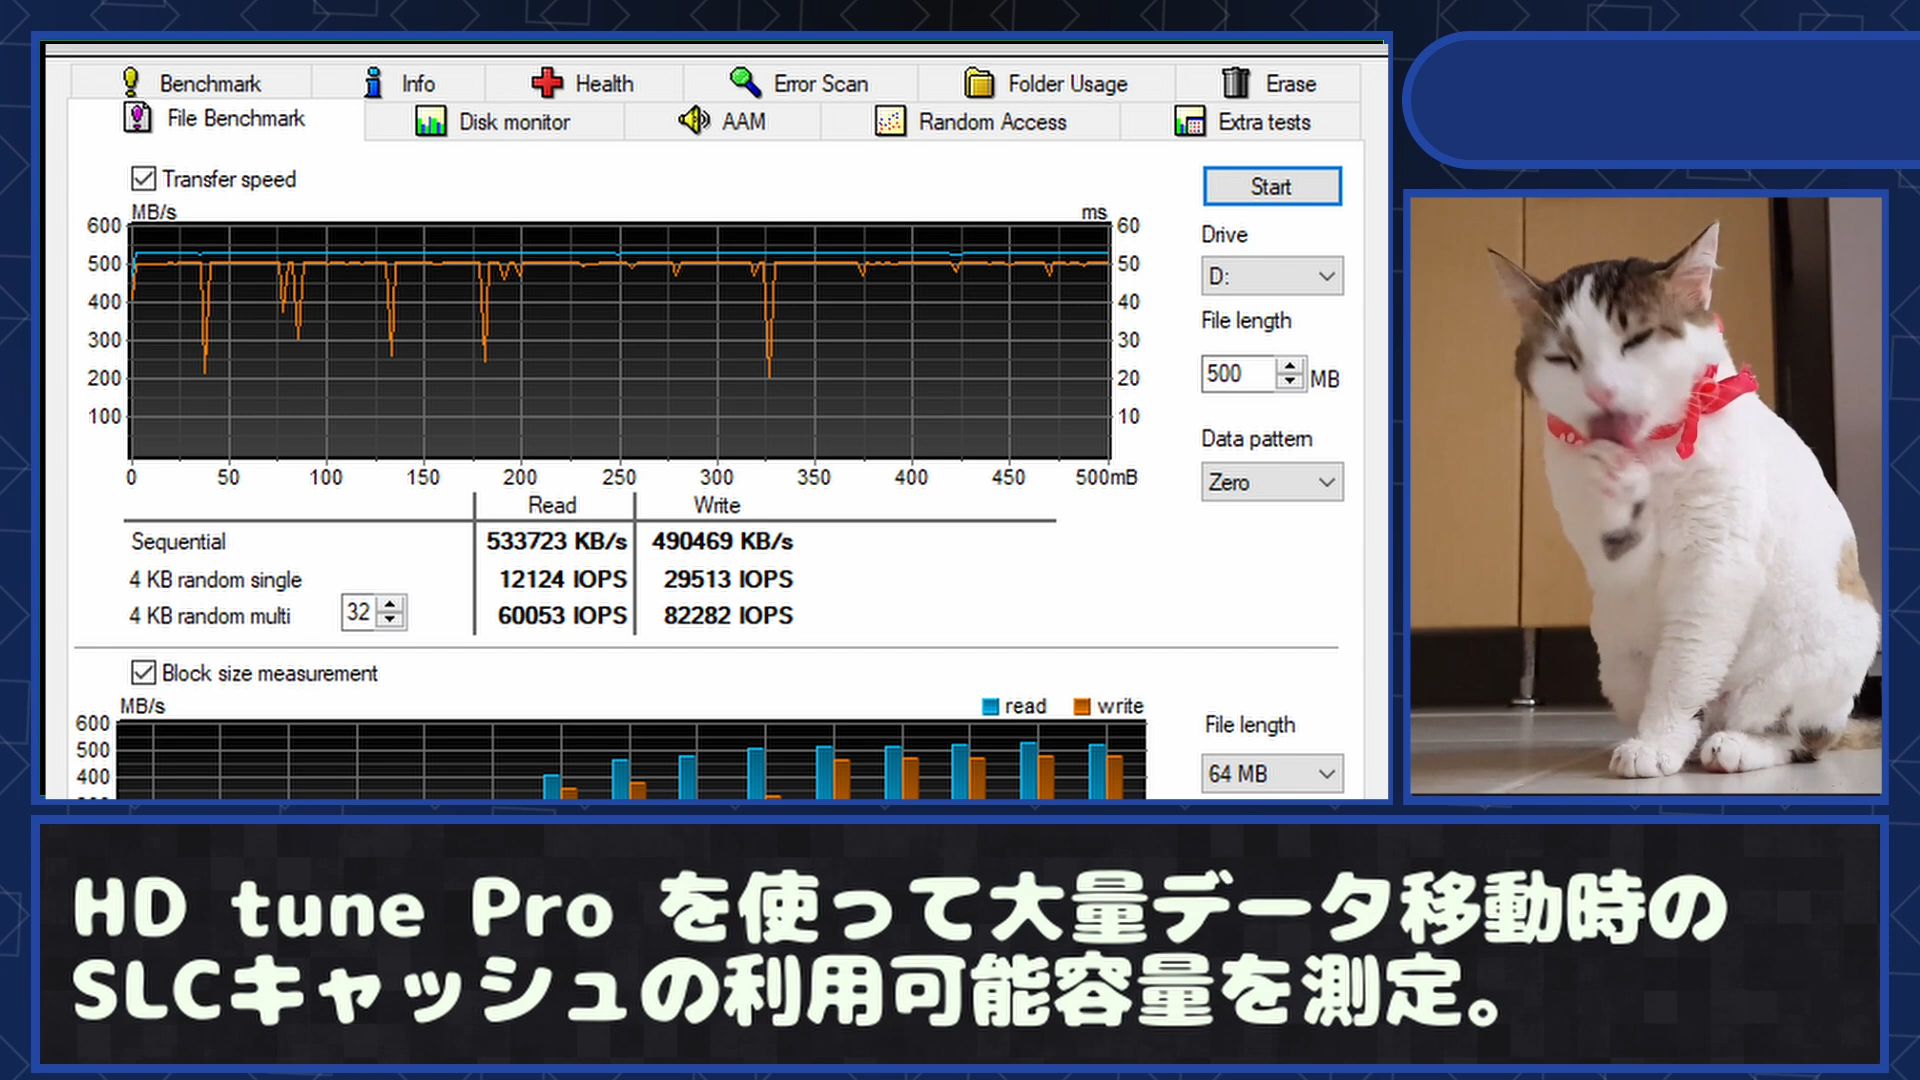 Benchmark Info Health Error Scan Folder Usage Erase
File Benchmark Disk monitor AAM Random Access Extra tests
Transfer speed
Start
MB/s ms
600 60
500 50
400 40
300 30
200 20
100 10
0 50 100 150 200 250 300 350 400 450 500mB
Drive
D:
File length
500 MB
Data pattern
Zero
Read Write
Sequential 533723 KB/s 490469 KB/s
4 KB random single 12124 IOPS 29513 IOPS
4 KB random multi 32 60053 IOPS 82282 IOPS
Block size measurement
MB/s read write
600
500
400
File length
64 MB
HD tune Pro を使って大量データ移動時の
SLCキャッシュの利用可能容量を測定。